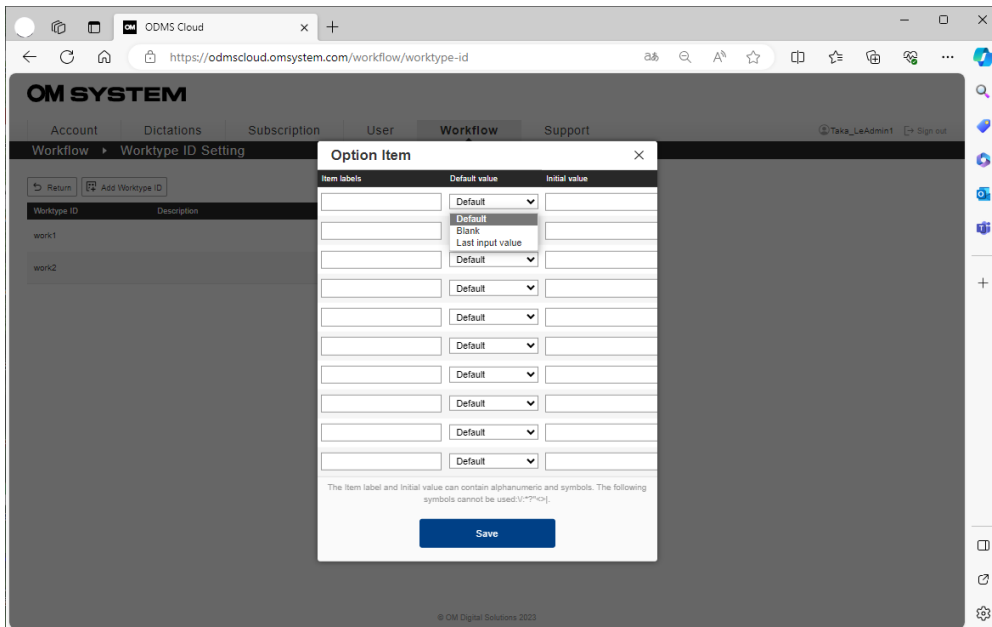 OM ODMS Cloud
https://odmscloud.omsystem.com/workflow/worktype-id
OM SYSTEM
Account Dictations Subscription User Workflow Support
Taka_LeAdmin1 Sign out
Workflow Worktype ID Setting
Return Add Worktype ID
Worktype ID Description
work1
work2
Option Item
Item labels Default value Initial value
Default
Default
Blank
Last input value
Default
Default
Default
Default
Default
Default
Default
Default
The item label and Initial value can contain alphanumeric and symbols. The following
symbols cannot be used:\/:*?"<>|.
Save
© OM Digital Solutions 2023